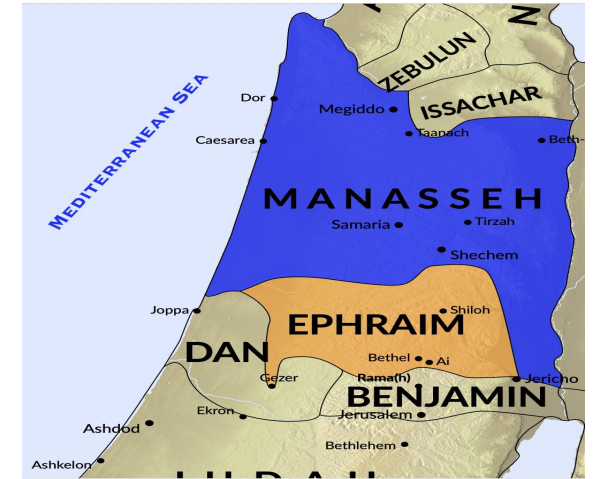 ZEBULUN
N
ISSACHAR
Dor
Megiddo
Taanach
Caesarea
Beth-
MEDITERRANEAN SEA
MANASSEH
Samaria
Tirzah
Shechem
Joppa
Shiloh
EPHRAIM
DAN
Bethel
Ai
Gezer
Rama(h)
Jericho
BENJAMIN
Ekron
Jerusalem
Ashdod
Bethlehem
Ashkelon
JUDAH